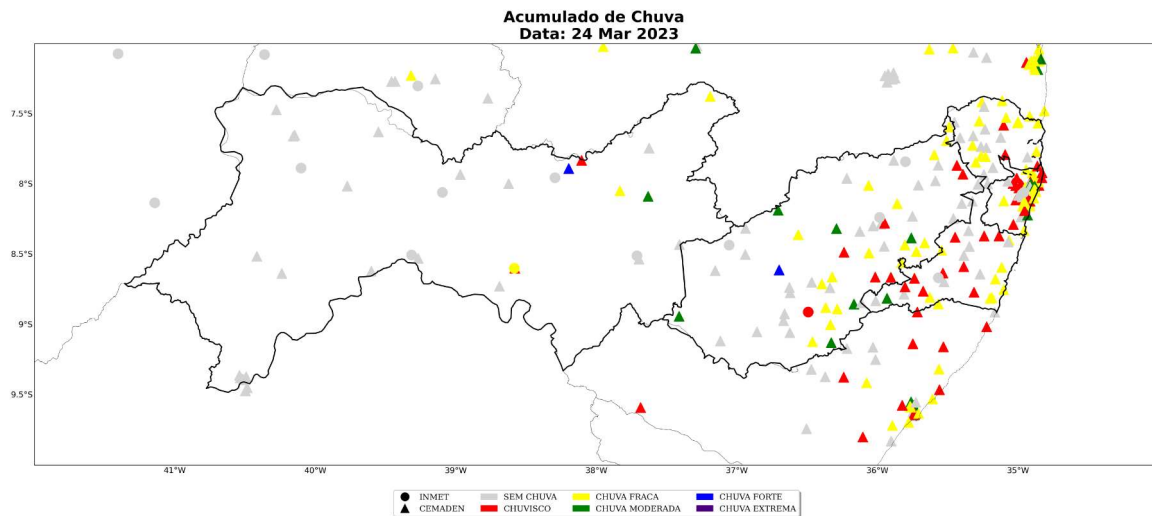 Acumulado de Chuva
Data: 24 Mar 2023
7.5°S
8°S
8.5°S
9°S
9.5°S
41°W
40°W
39°W
38°W
37°W
36°W
35°W
INMET
CEMADEN
SEM CHUVA
CHUVISCO
CHUVA FRACA
CHUVA MODERADA
CHUVA FORTE
CHUVA EXTREMA